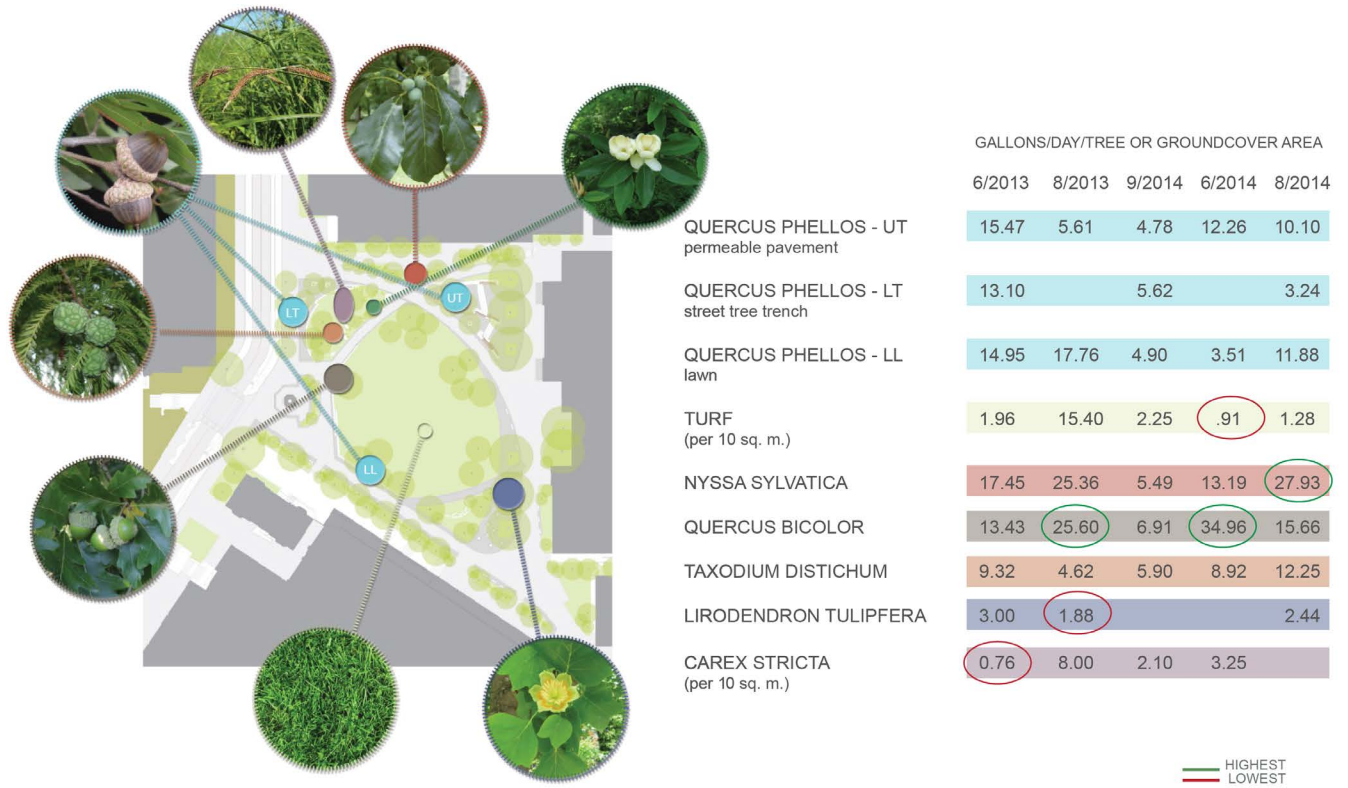 GALLONS/DAY/TREE OR GROUNDCOVER AREA
6/2013 8/2013 9/2014 6/2014 8/2014
QUERCUS PHELLOS - UT 15.47 5.61 4.78 12.26 10.10
permeable pavement
QUERCUS PHELLOS - LT 13.10 5.62 3.24
street tree trench
QUERCUS PHELLOS - LL 14.95 17.76 4.90 3.51 11.88
lawn
TURF 1.96 15.40 2.25 .91 1.28
(per 10 sq. m.)
NYSSA SYLVATICA 17.45 25.36 5.49 13.19 27.93
QUERCUS BICOLOR 13.43 25.60 6.91 34.96 15.66
TAXODIUM DISTICHUM 9.32 4.62 5.90 8.92 12.25
LIRODENDRON TULIPFERA 3.00 1.88 2.44
CAREX STRICTA 0.76 8.00 2.10 3.25
(per 10 sq. m.)
HIGHEST
LOWEST
UT
LT
LL